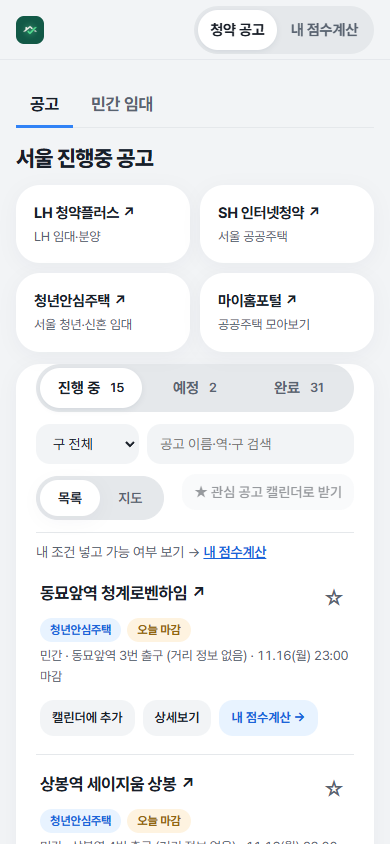 청약 공고 내 점수계산
공고 민간 임대
서울 진행중 공고
LH 청약플러스 ↗ SH 인터넷청약 ↗
LH 임대·분양 서울 공공주택
청년안심주택 ↗ 마이홈포털 ↗
서울 청년·신혼 임대 공공주택 모아보기
진행 중 15 예정 2 완료 31
구 전체 공고 이름·역·구 검색
목록 지도 ★ 관심 공고 캘린더로 받기
내 조건 넣고 가능 여부 보기 → 내 점수계산
동묘앞역 청계로벤하임 ↗ ☆
청년안심주택 오늘 마감
민간 · 동묘앞역 3번 출구 (거리 정보 없음) · 11.16(월) 23:00
마감
캘린더에 추가 상세보기 내 점수계산 →
상봉역 세이지움 상봉 ↗ ☆
청년안심주택 오늘 마감